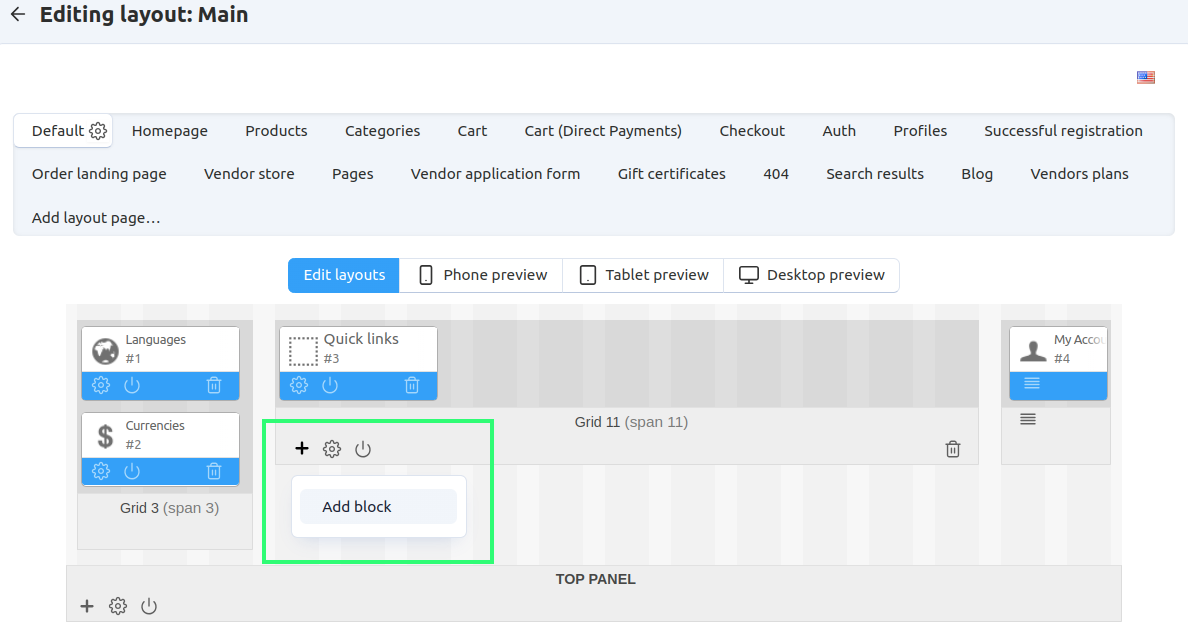 Editing layout: Main
Default Homepage Products Categories Cart Cart (Direct Payments) Checkout Auth Profiles Successful registration
Order landing page Vendor store Pages Vendor application form Gift certificates 404 Search results Blog Vendors plans
Add layout page…
Edit layouts Phone preview Tablet preview Desktop preview
Languages
#1
Quick links
#3
My Accou
#4
Currencies
#2
Grid 11 (span 11)
Grid 3 (span 3)
Add block
TOP PANEL